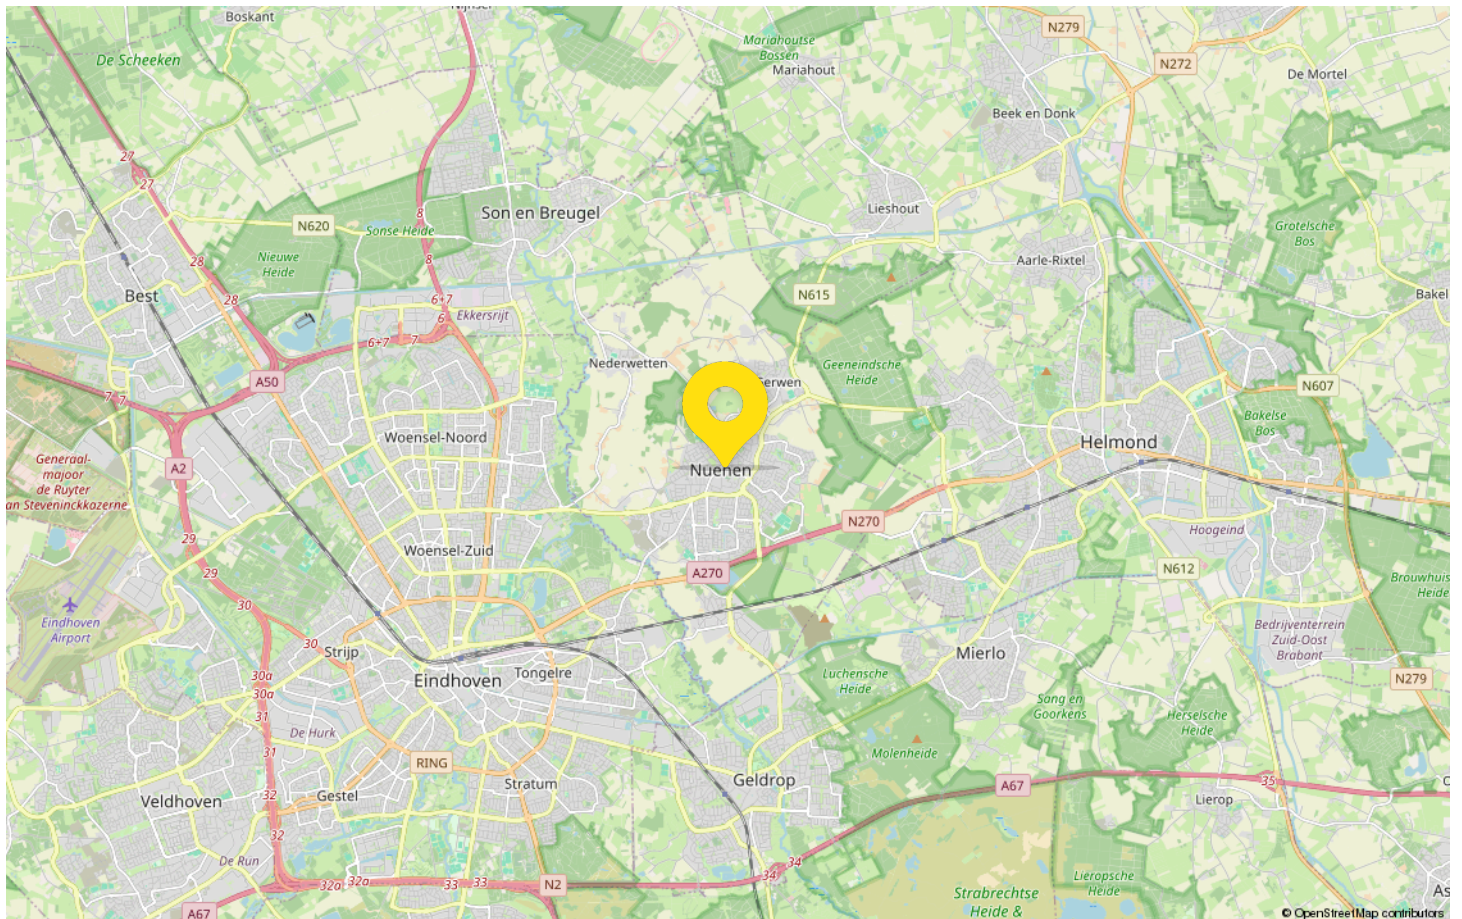 Boskant
N279
De Scheeken
Mariahoutse
Bossen
Mariahout
N272
De Mortel
Beek en Donk
27
27
8
Son en Breugel
Lieshout
N620
Sonse Heide
Grotelsche
Bos
Nieuwe
Heide
28
8
Aarle-Rixtel
Best
28
6+7
N615
Bakel
6
Ekkersrijt
6+7
7
Nederwetten
Geeneindsche
Heide
A50
Gerwen
N607
7
7
Bakelse
Bos
Woensel-Noord
Helmond
Generaal-
majoor
de Ruyter
an Steveninckkazerne
A2
Nuenen
N270
Hoogeind
29
Woensel-Zuid
29
A270
N612
Brouwhuis
Heide
30
Eindhoven
Airport
Bedrijventerrein
Zuid-Oost
Brabant
30
Strijp
Mierlo
30a
Eindhoven
Tongelre
Luchensche
Heide
N279
30a
Sang en
Goorkens
31
De Hurk
Herselsche
Heide
31
RING
Molenheide
Geldrop
A67
35
Stratum
32
Gestel
Veldhoven
Lierop
32
De Run
34
34
32a
32a
33
33
N2
Lieropsche
Heide
A67
Strabrechtse
Heide &
As
© OpenStreetMap contributors